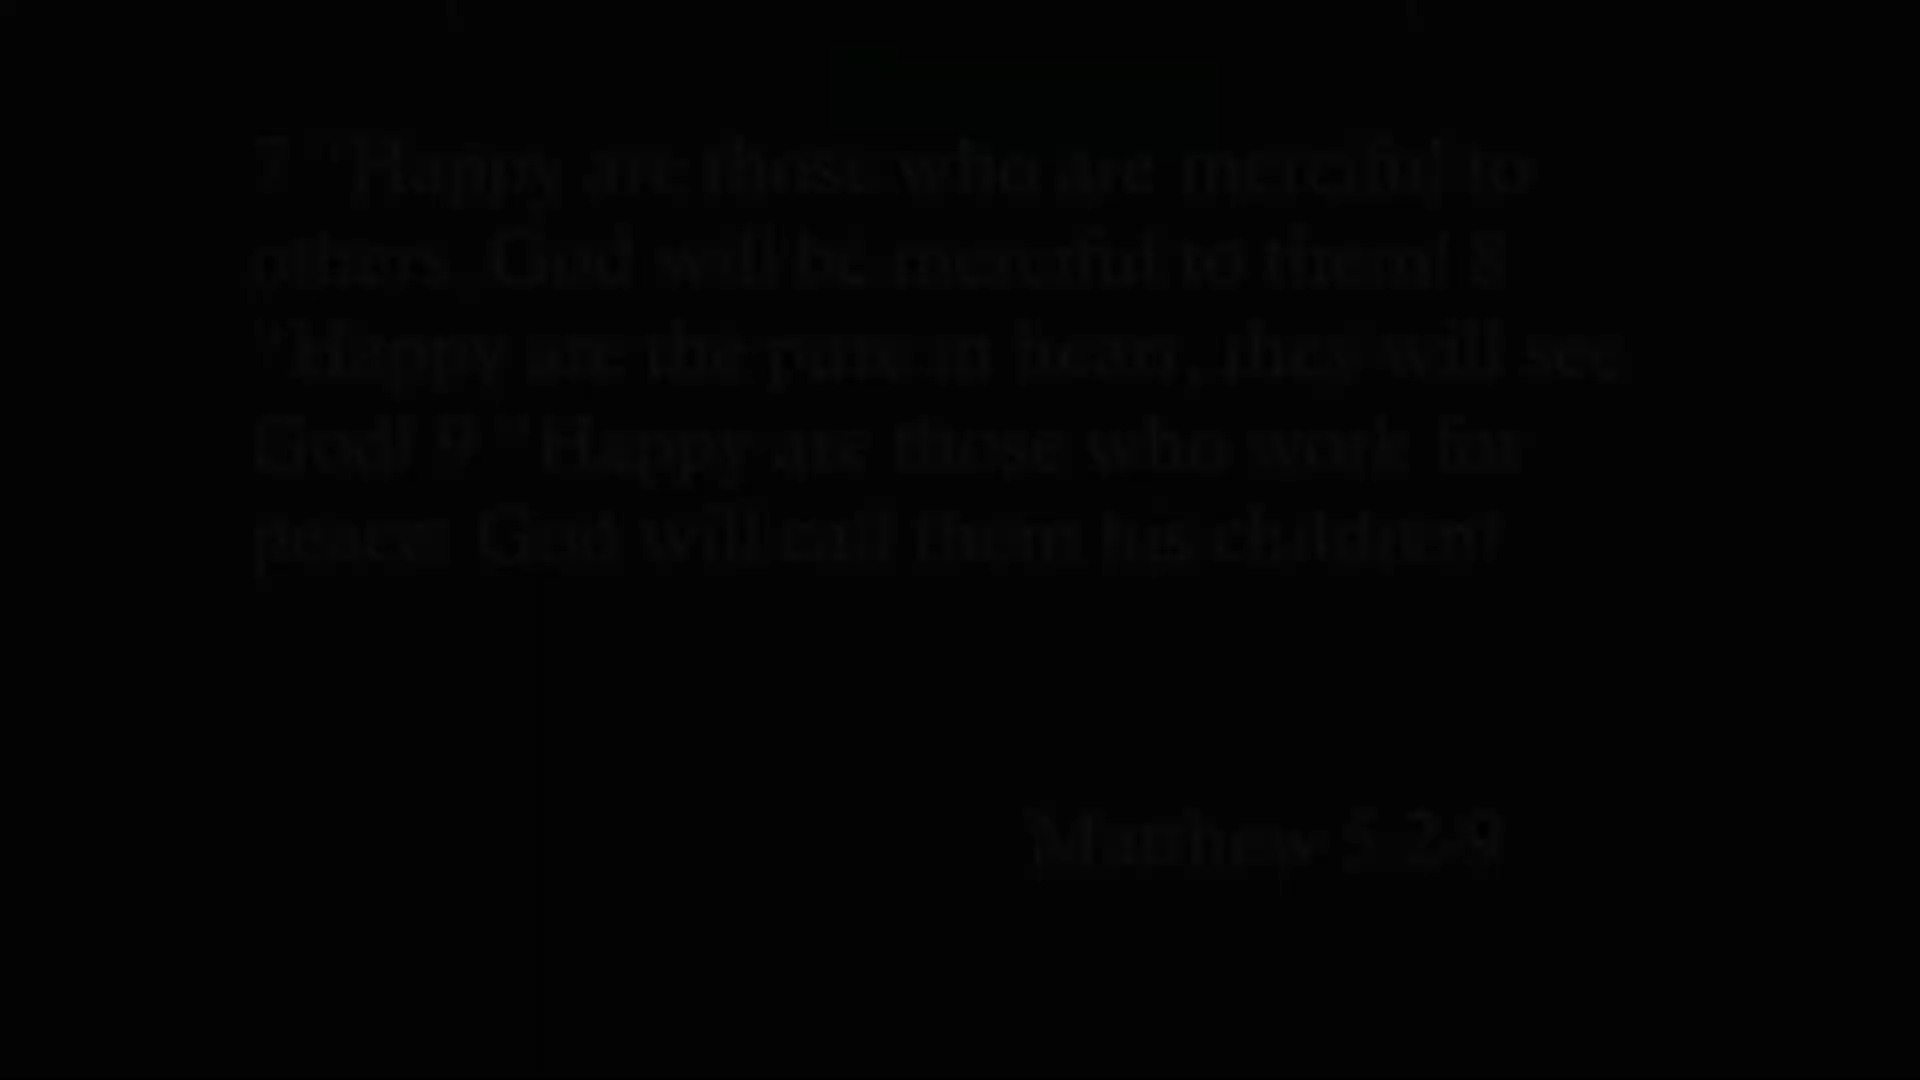 7 "Happy are those who are merciful to
others. God will be merciful to them! 8
"Happy are the pure in heart, they will see
God! 9 "Happy are those who work for
peace. God will call them his children!
Matthew 5.2-9